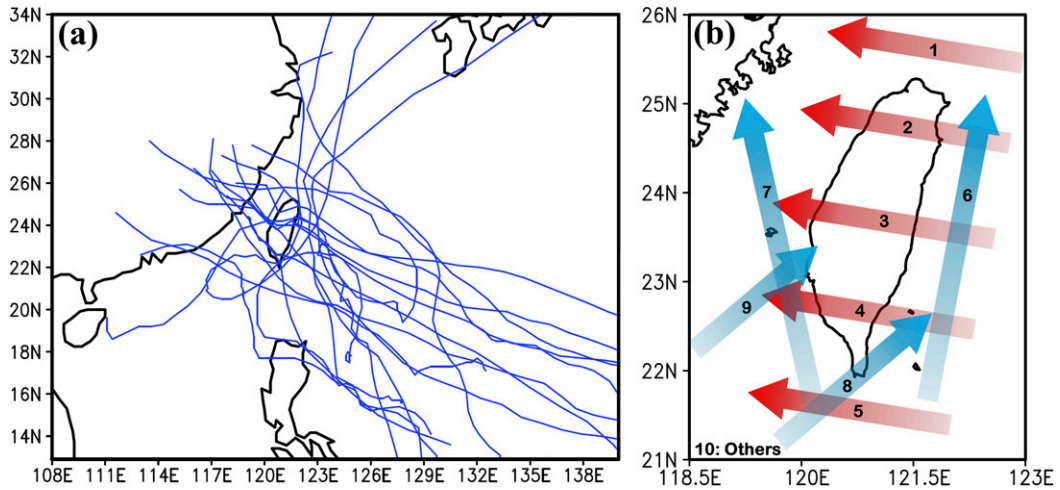 (a)
34N
32N
30N
28N
26N
24N
22N
20N
18N
16N
14N
108E 111E 114E 117E 120E 123E 126E 129E 132E 135E 138E
(b)
26N
25N
24N
23N
22N
21N
118.5E 120E 121.5E 123E
1
2
3
4
5
6
7
8
9
10: Others